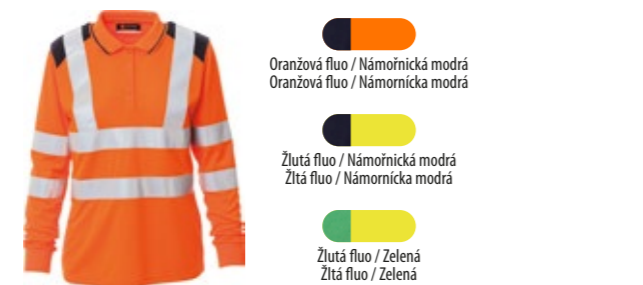 Oranžová fluo / Námořnická modrá
Oranžová fluo / Námornícka modrá
Žlutá fluo / Námořnická modrá
Žltá fluo / Námornícka modrá
Žlutá fluo / Zelená
Žltá fluo / Zelená